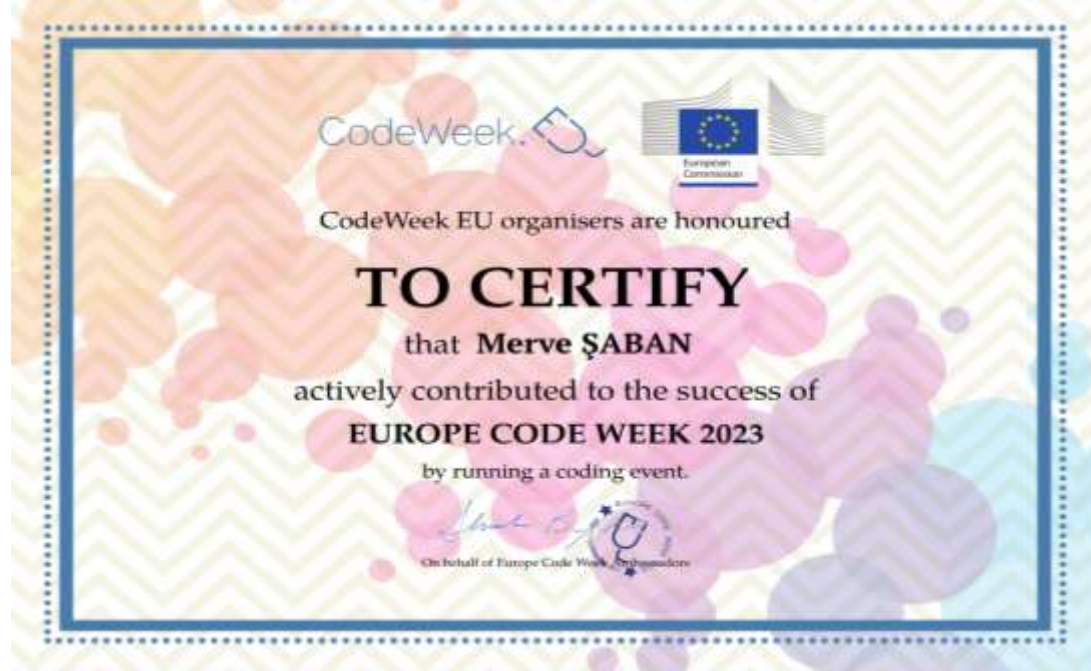 CodeWeek.
European
Commission
CodeWeek EU organisers are honoured
TO CERTIFY
that Merve ŞABAN
actively contributed to the success of
EUROPE CODE WEEK 2023
by running a coding event.
On behalf of Europe Code Week Ambassadors